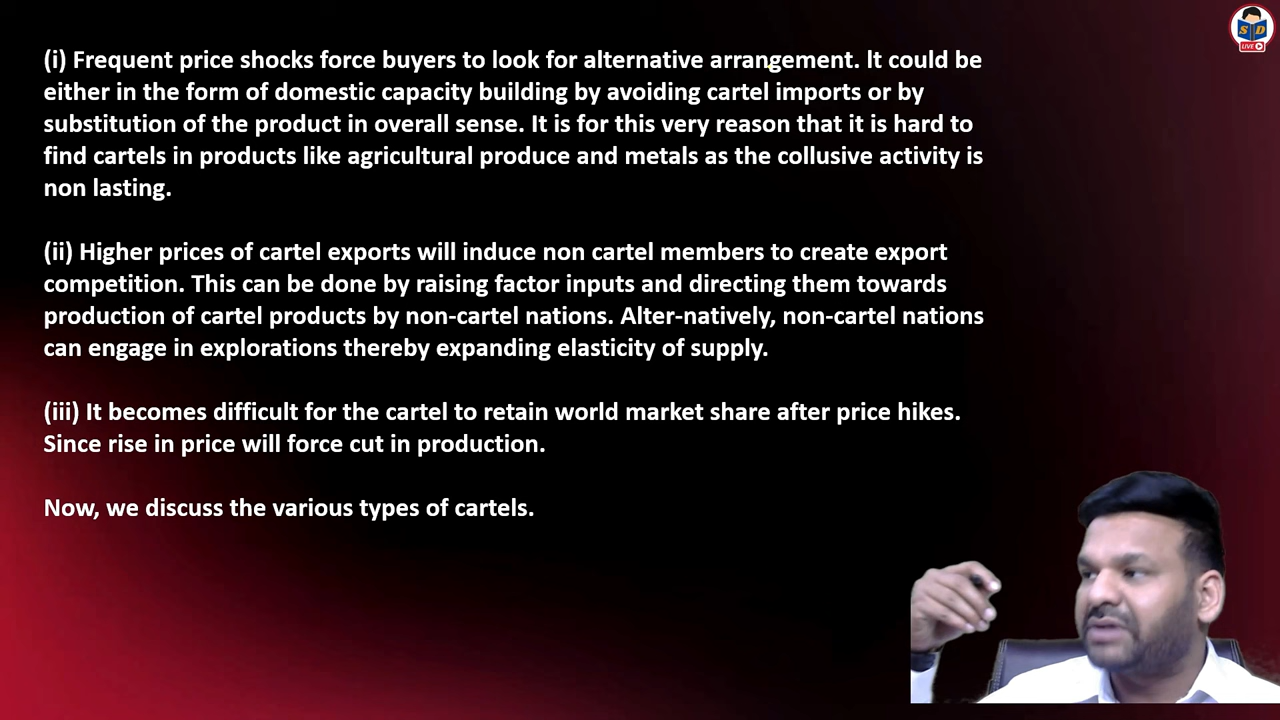 (i) Frequent price shocks force buyers to look for alternative arrangement. It could be
either in the form of domestic capacity building by avoiding cartel imports or by
substitution of the product in overall sense. It is for this very reason that it is hard to
find cartels in products like agricultural produce and metals as the collusive activity is
non lasting.
(ii) Higher prices of cartel exports will induce non cartel members to create export
competition. This can be done by raising factor inputs and directing them towards
production of cartel products by non-cartel nations. Alter-natively, non-cartel nations
can engage in explorations thereby expanding elasticity of supply.
(iii) It becomes difficult for the cartel to retain world market share after price hikes.
Since rise in price will force cut in production.
Now, we discuss the various types of cartels.
S D
LIVE